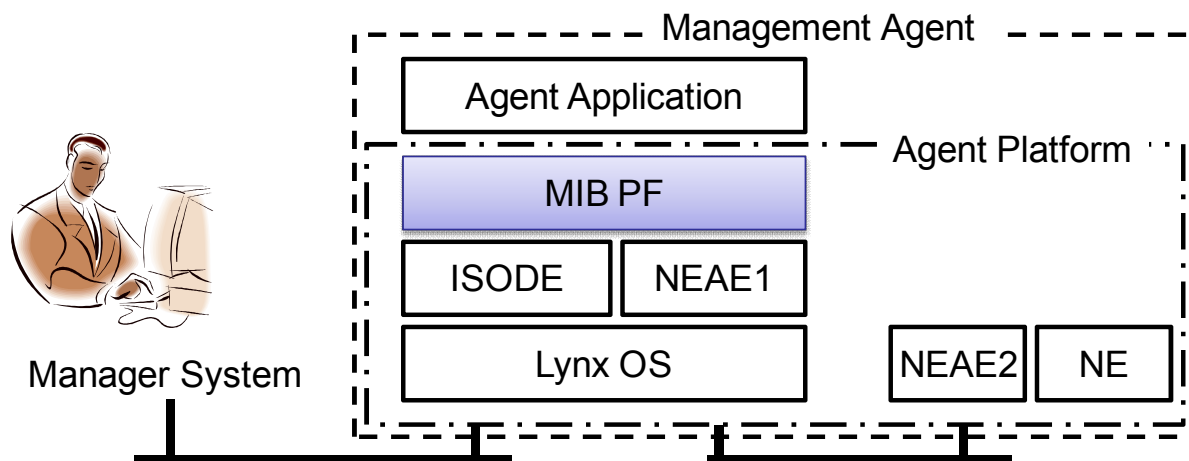 Management Agent
Agent Application
Agent Platform
MIB PF
ISODE
NEAE1
Lynx OS
NEAE2
NE
Manager System